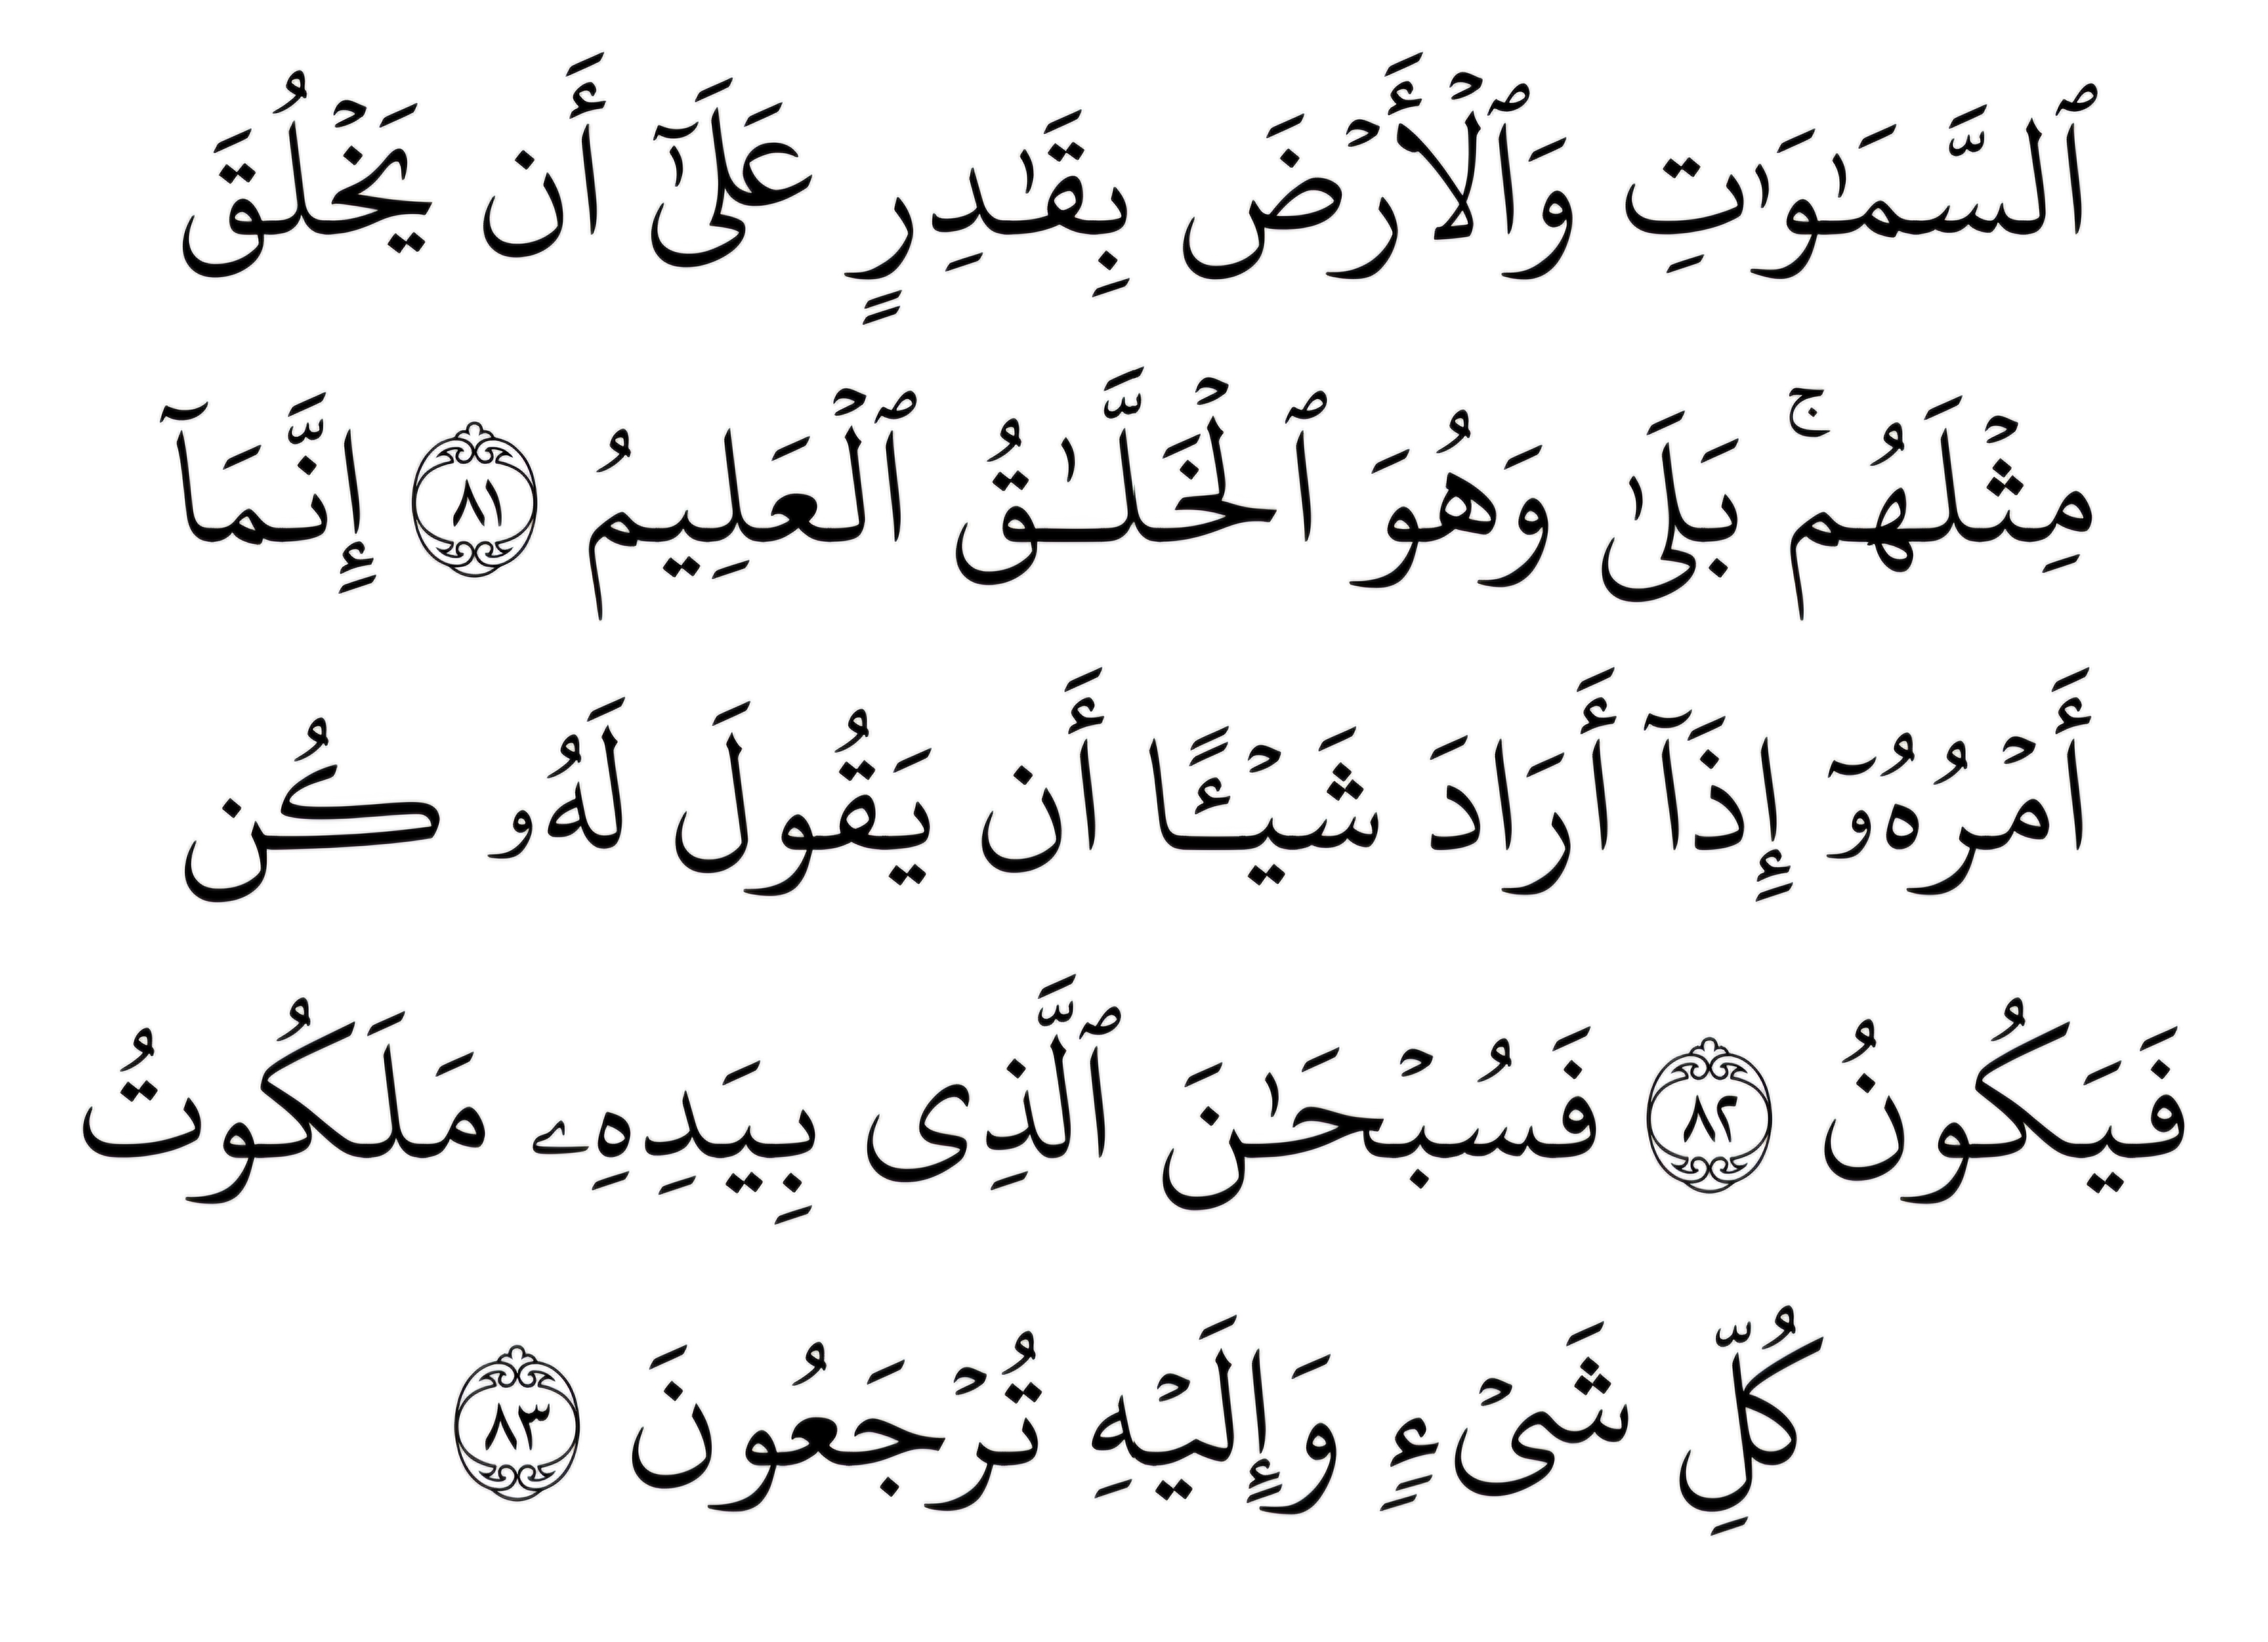 ٱلسَّمَٰوَٰتِ وَٱلْأَرْضَ بِقَٰدِرٍ عَلَىٰٓ أَن يَخْلُقَ
مِثْلَهُم ۚ بَلَىٰ وَهُوَ ٱلْخَلَّٰقُ ٱلْعَلِيمُ ٨١ إِنَّمَآ
أَمْرُهُۥٓ إِذَآ أَرَادَ شَيْـًٔا أَن يَقُولَ لَهُۥ كُن
فَيَكُونُ ٨٢ فَسُبْحَٰنَ ٱلَّذِى بِيَدِهِۦ مَلَكُوتُ
كُلِّ شَىْءٍ وَإِلَيْهِ تُرْجَعُونَ ٨٣